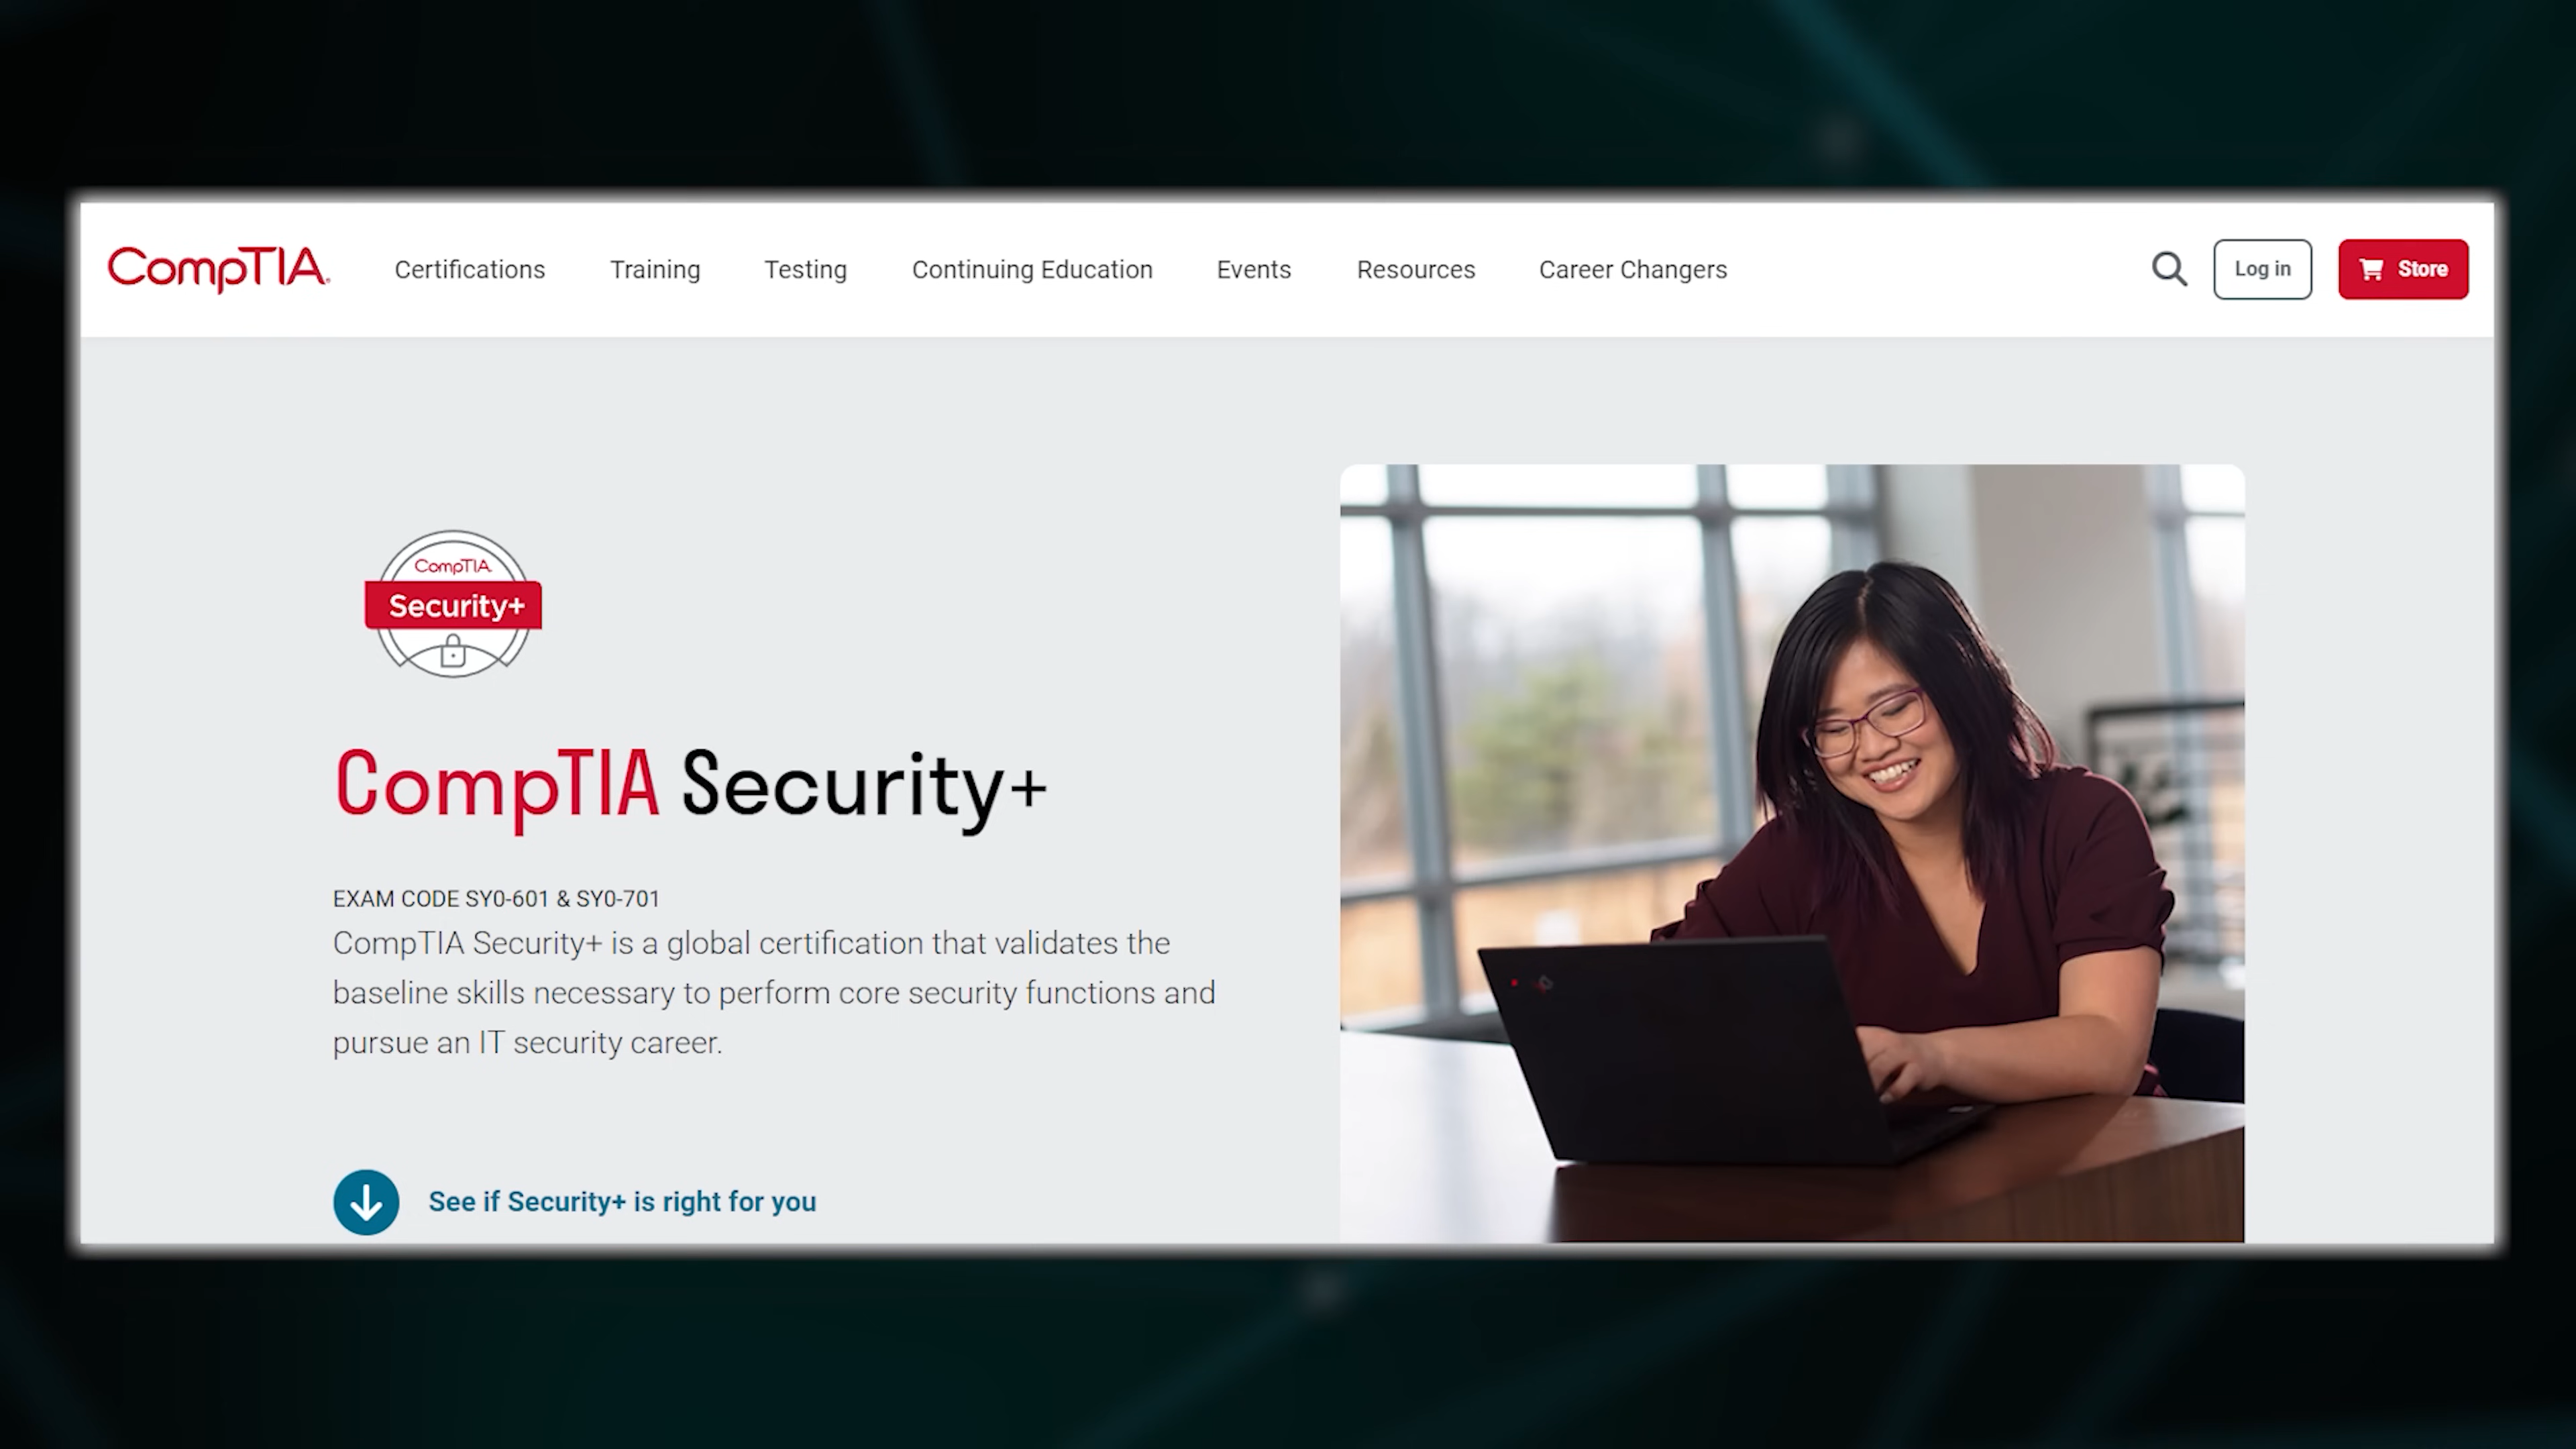 CompTIA.
Certifications
Training
Testing
Continuing Education
Events
Resources
Career Changers
Log in
Store
CompTIA.
Security+
CompTIA Security+
EXAM CODE SY0-601 & SY0-701
CompTIA Security+ is a global certification that validates the
baseline skills necessary to perform core security functions and
pursue an IT security career.
See if Security+ is right for you